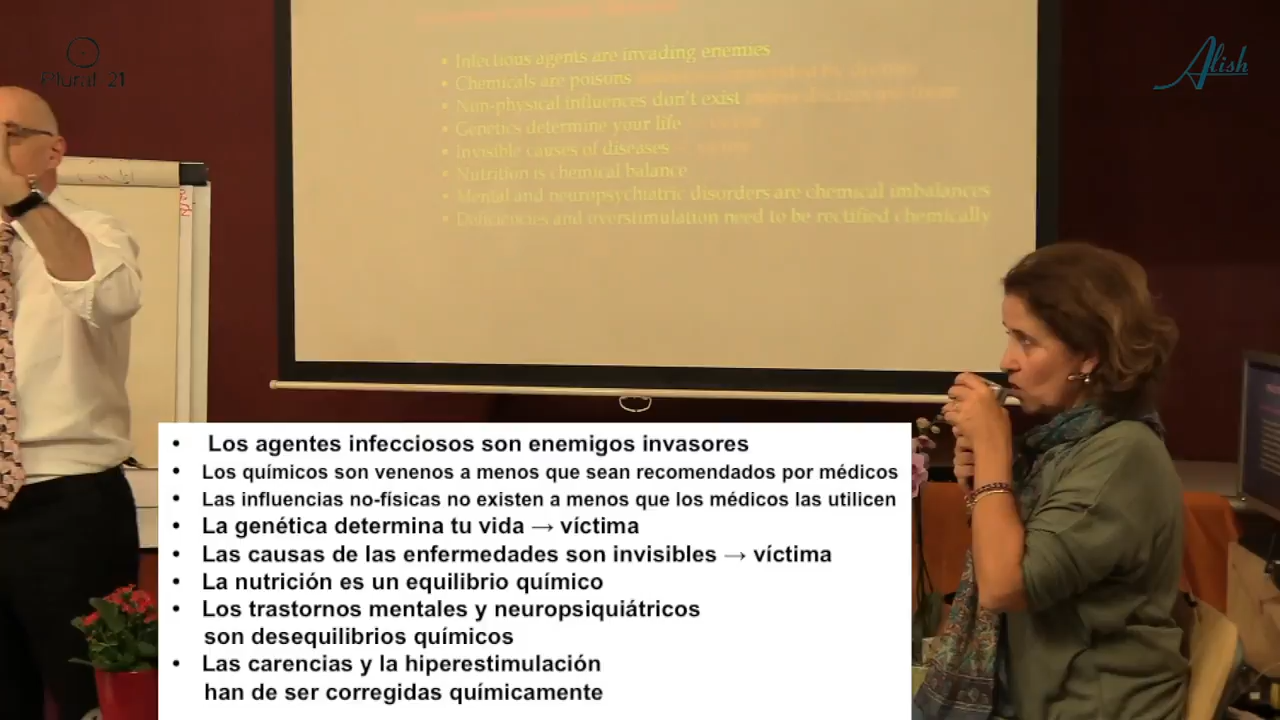 Plural 21
Alish
• Infectious agents are invading enemies
• Chemicals are poisons
• Non-physical influences don't exist
• Genetics determine your life
• Invisible causes of diseases
• Nutrition is chemical balance
• Mental and neuropsychiatric disorders are chemical imbalances
• Deficiencies and overstimulation need to be rectified chemically
• Los agentes infecciosos son enemigos invasores
• Los químicos son venenos a menos que sean recomendados por médicos
• Las influencias no-físicas no existen a menos que los médicos las utilicen
• La genética determina tu vida → víctima
• Las causas de las enfermedades son invisibles → víctima
• La nutrición es un equilibrio químico
• Los trastornos mentales y neuropsiquiátricos
son desequilibrios químicos
• Las carencias y la hiperestimulación
han de ser corregidas químicamente